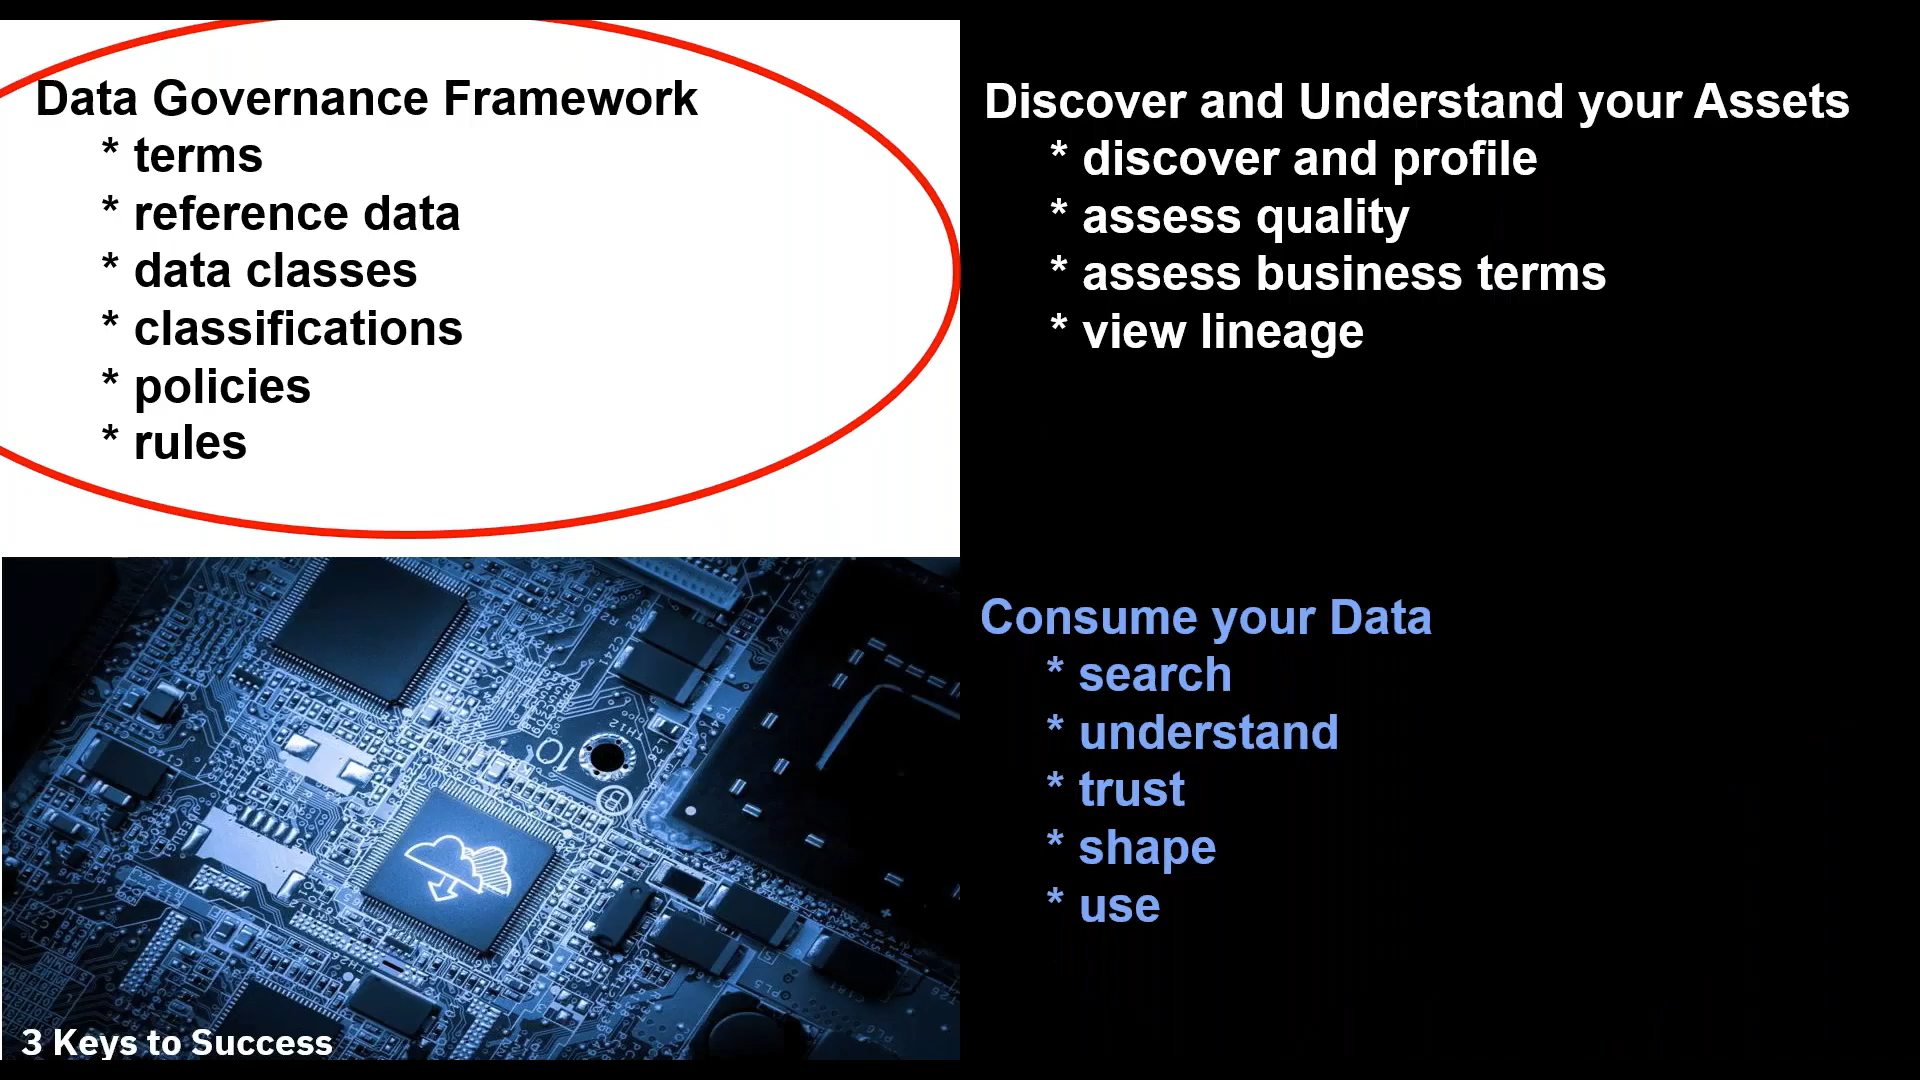 Data Governance Framework
* terms
* reference data
* data classes
* classifications
* policies
* rules
Discover and Understand your Assets
* discover and profile
* assess quality
* assess business terms
* view lineage
Consume your Data
* search
* understand
* trust
* shape
* use
3 Keys to Success